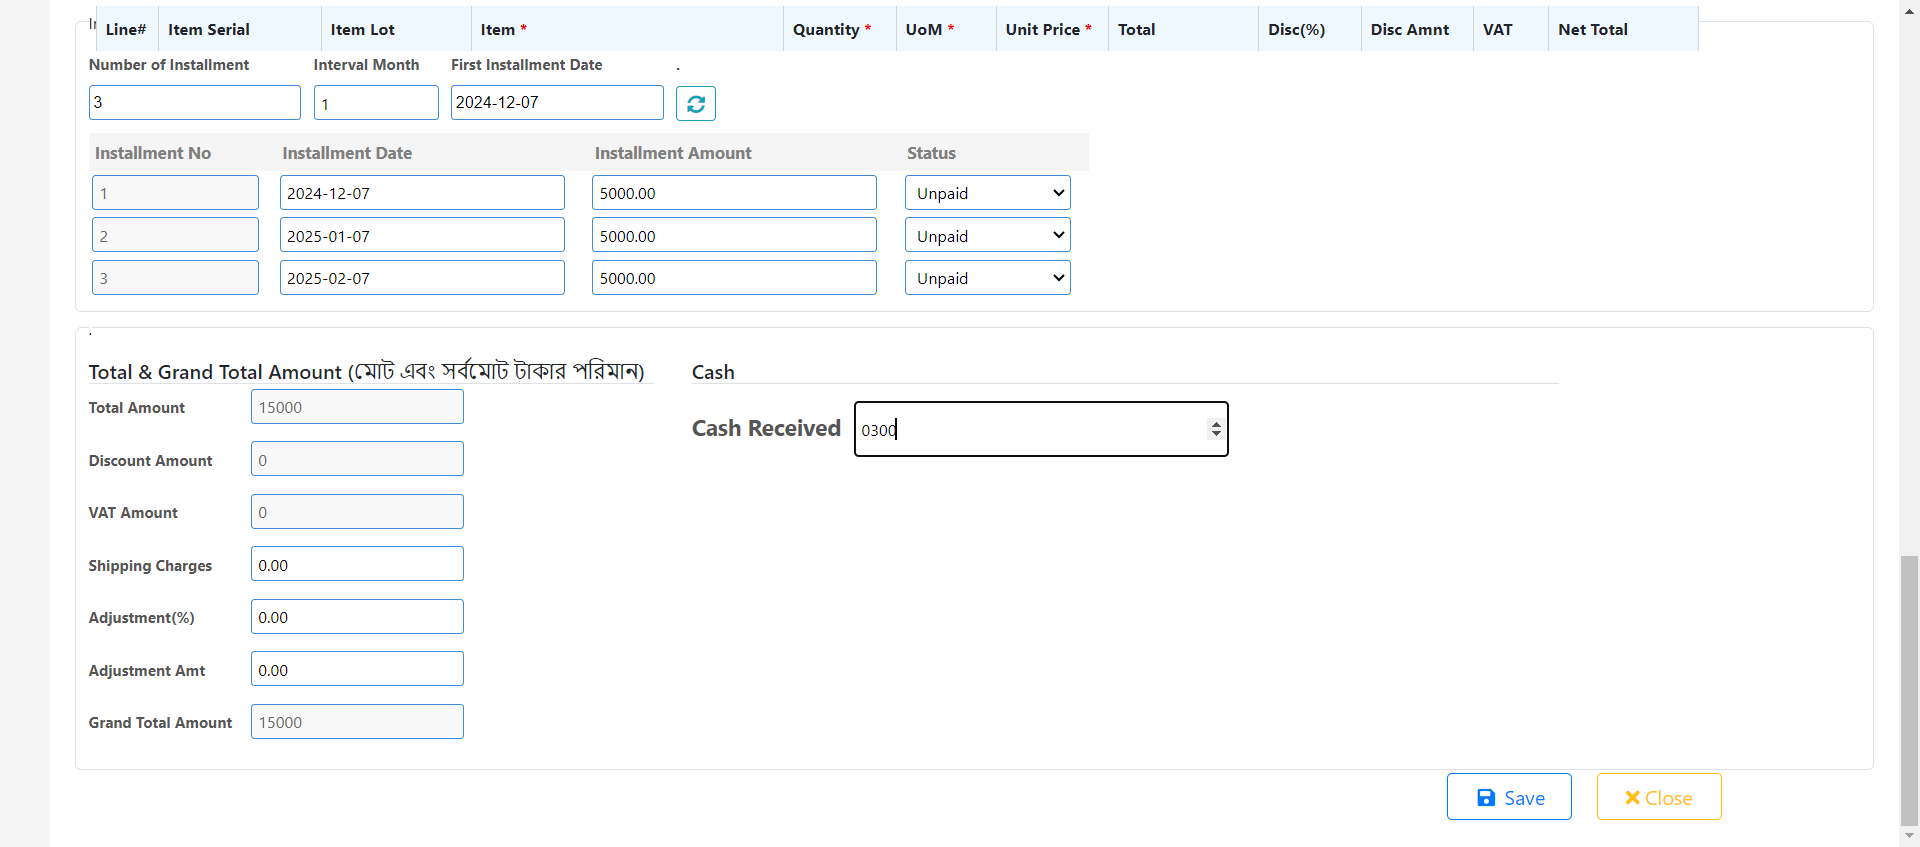 Line# Item Serial Item Lot Item * Quantity * UoM * Unit Price * Total Disc(%) Disc Amnt VAT Net Total
Number of Installment Interval Month First Installment Date .
3 1 2024-12-07
Installment No Installment Date Installment Amount Status
1 2024-12-07 5000.00 Unpaid
2 2025-01-07 5000.00 Unpaid
3 2025-02-07 5000.00 Unpaid
.
Total & Grand Total Amount (মোট এবং সর্বমোট টাকার পরিমান) Cash
Total Amount 15000
Cash Received 0300
Discount Amount 0
VAT Amount 0
Shipping Charges 0.00
Adjustment(%) 0.00
Adjustment Amt 0.00
Grand Total Amount 15000
Save Close